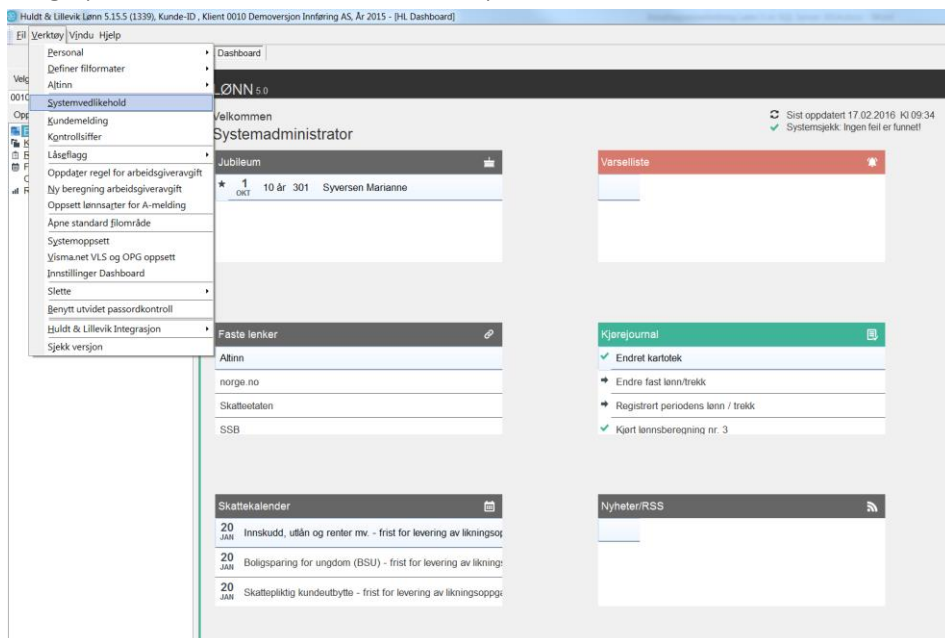 Huldt & Lillevik Lønn 5.15.5 (1339), Kunde-ID , Klient 0010 Demoversjon Innføring AS, År 2015 - [HL Dashboard]
Fil Verktøy Vindu Hjelp
Personal
Definer filformater
Altinn
Systemvedlikehold
Kundemelding
Kontrollsiffer
Låseflagg
Oppdater regel for arbeidsgiveravgift
Ny beregning arbeidsgiveravgift
Oppsett lønnsarter for A-melding
Åpne standard filområde
Systemoppsett
Visma.net VLS og OPG oppsett
Innstillinger Dashboard
Slette
Benytt utvidet passordkontroll
Huldt & Lillevik Integrasjon
Sjekk versjon
Velg
0010
Opp
Dashboard
LØNN 5.0
Velkommen
Systemadministrator
Sist oppdatert 17.02.2016 Kl 09:34
Systemsjekk: Ingen feil er funnet!
Jubileum
1 OKT 10 år 301 Syversen Marianne
Varselliste
Faste lenker
Altinn
norge.no
Skatteetaten
SSB
Kjørejournal
Endret kartotek
Endre fast lønn/trekk
Registrert periodens lønn / trekk
Kjørt lønnsberegning nr. 3
Skattekalender
20 JAN Innskudd, utlån og renter mv. - frist for levering av likningsop
20 JAN Boligsparing for ungdom (BSU) - frist for levering av liknings
20 JAN Skattepliktig kundeutbytte - frist for levering av likningsoppga
Nyheter/RSS